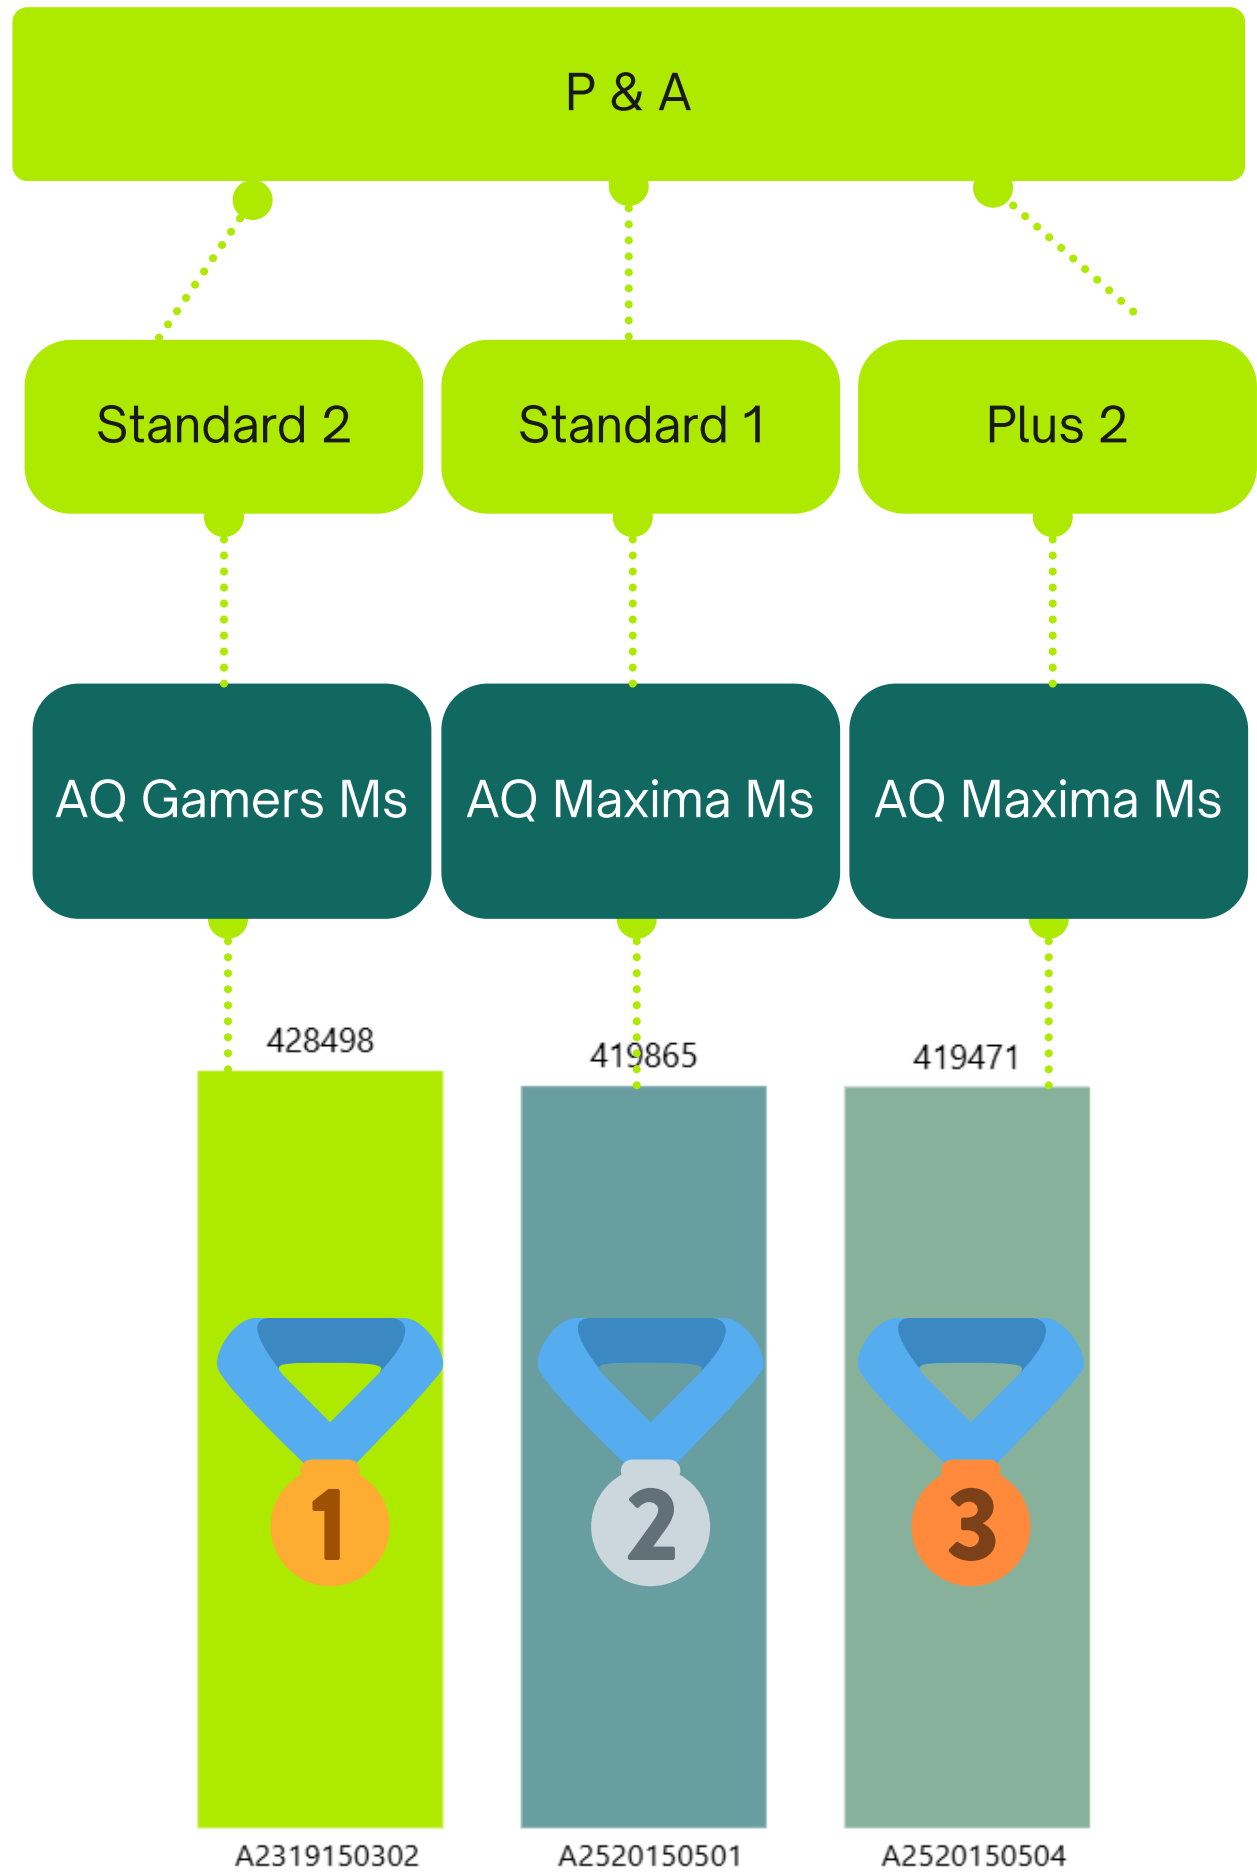 P & A
Standard 2
Standard 1
Plus 2
AQ Gamers Ms
AQ Maxima Ms
AQ Maxima Ms
428498
419865
419471
1
2
3
A2319150302
A2520150501
A2520150504